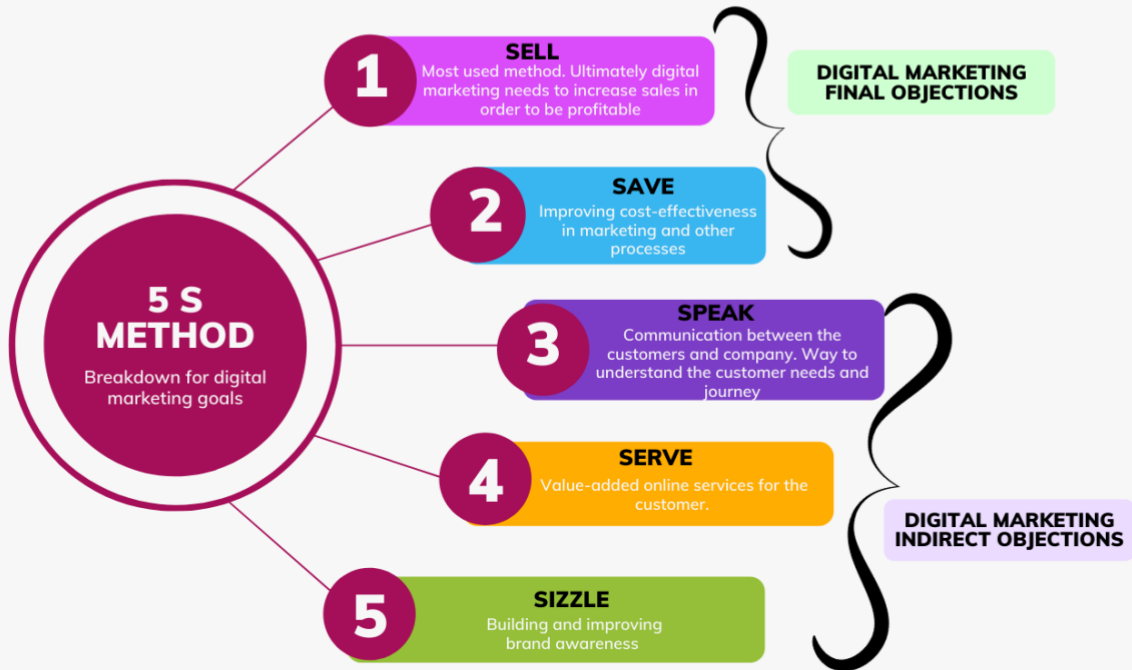 5 S
METHOD
Breakdown for digital
marketing goals
1
SELL
Most used method. Ultimately digital
marketing needs to increase sales in
order to be profitable
2
SAVE
Improving cost-effectiveness
in marketing and other
processes
DIGITAL MARKETING
FINAL OBJECTIONS
3
SPEAK
Communication between the
customers and company. Way to
understand the customer needs and
journey
4
SERVE
Value-added online services for the
customer.
5
SIZZLE
Building and improving
brand awareness
DIGITAL MARKETING
INDIRECT OBJECTIONS